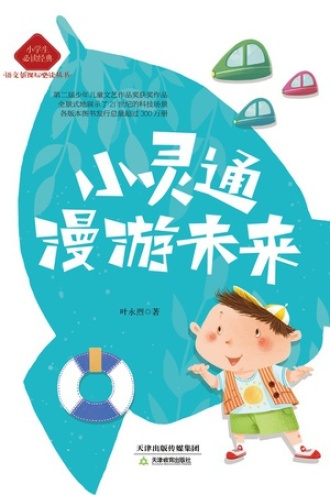 小学生
必读经典
·语文新课标必读丛书·
第二届少年儿童文艺作品奖获奖作品
全景式地展示了21世纪的科技场景
各版本图书发行总量超过300万册
小灵通
漫游未来
叶永烈◎著
天津出版传媒集团
天津教育出版社